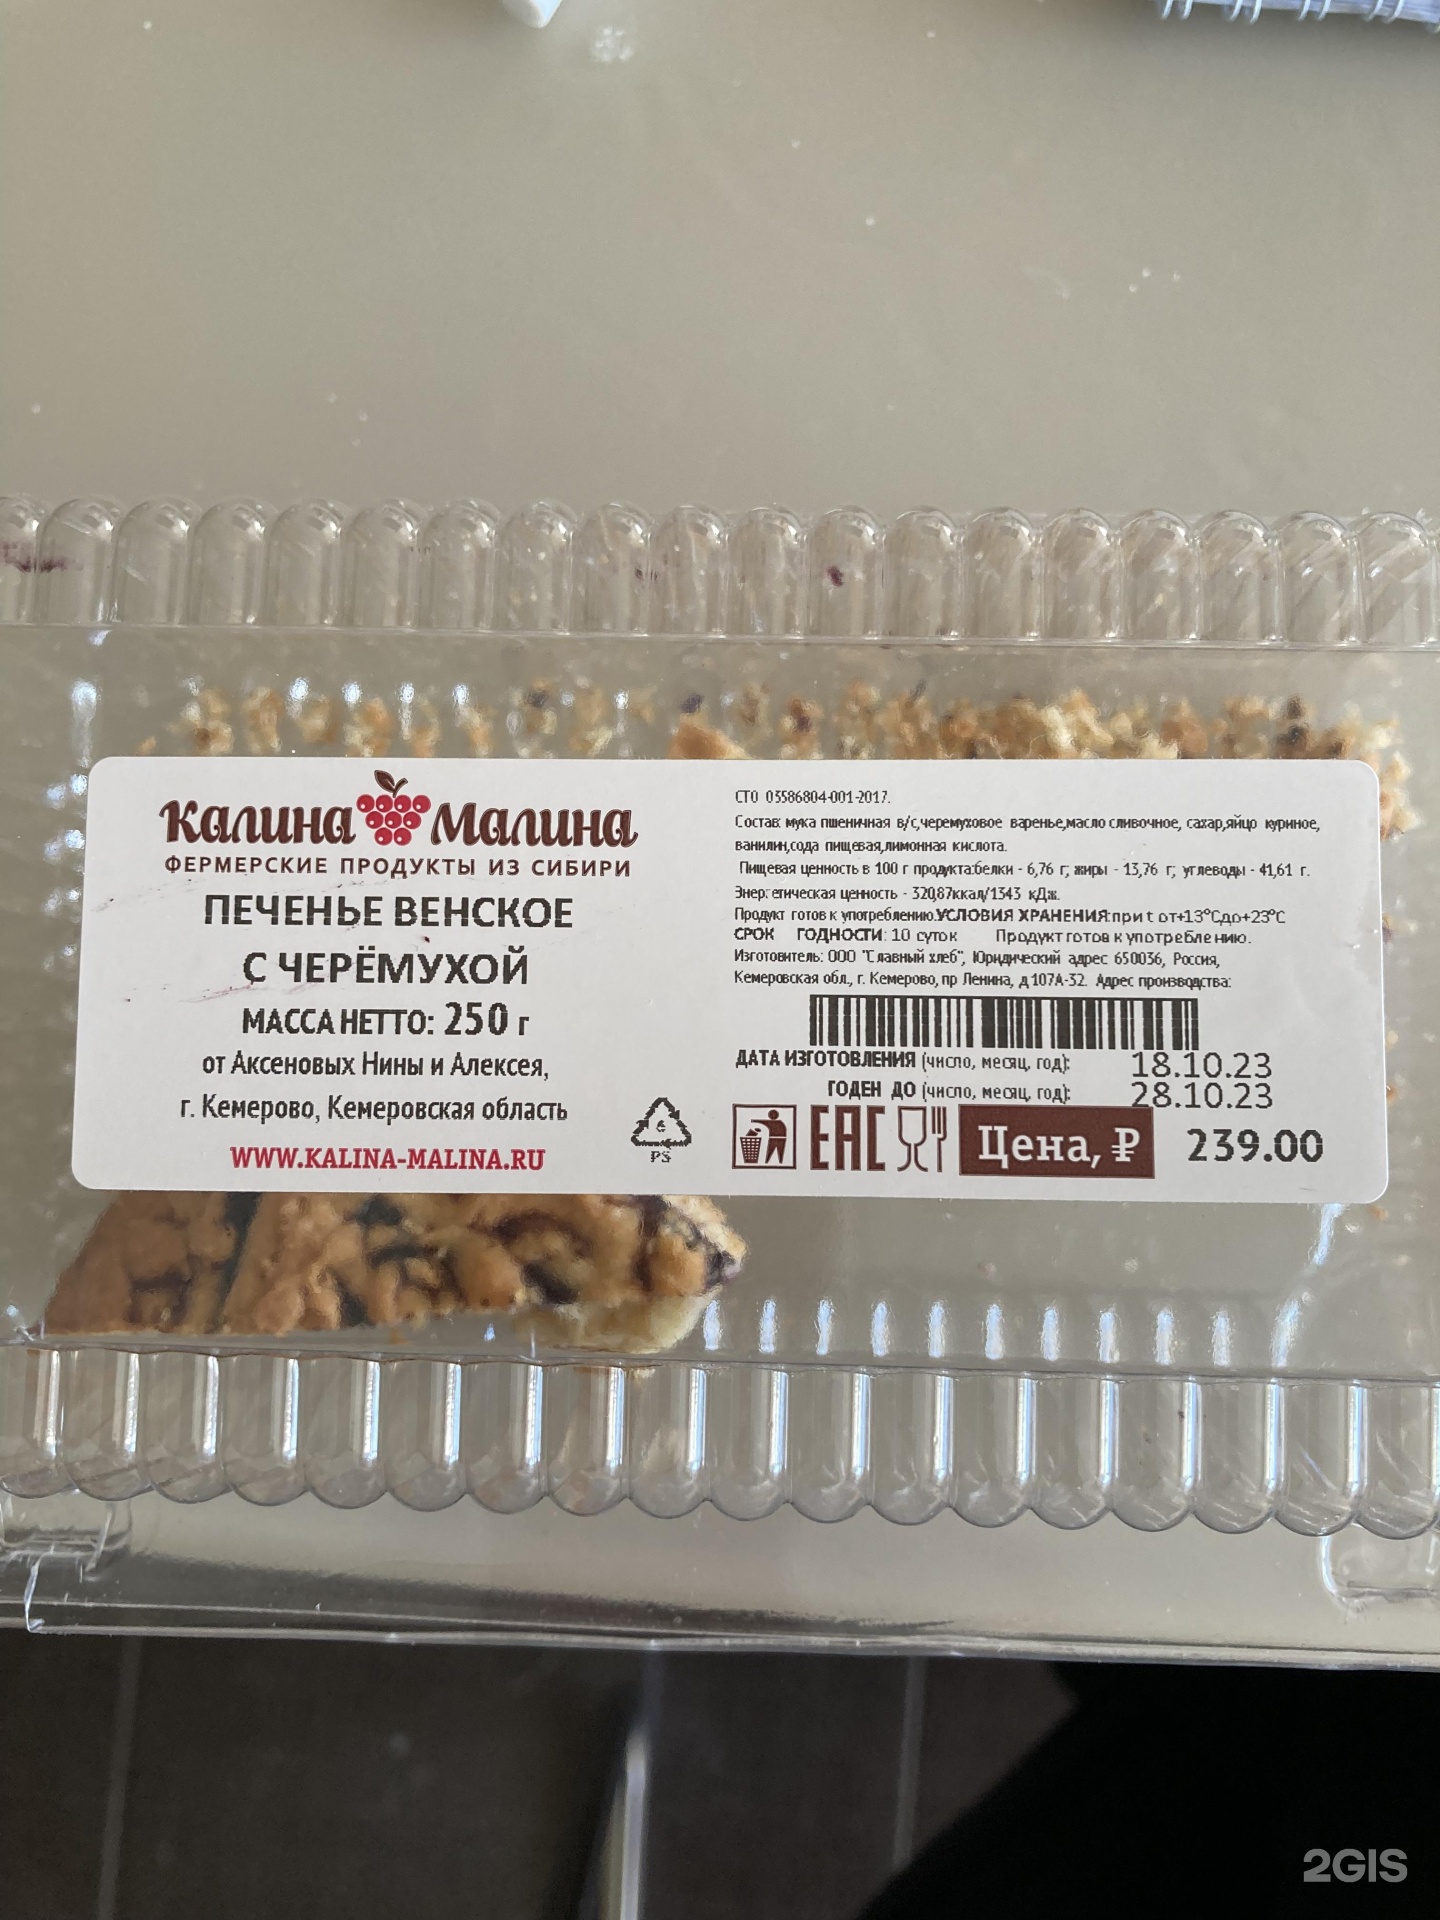 Калина Малина
ФЕРМЕРСКИЕ ПРОДУКТЫ ИЗ СИБИРИ
ПЕЧЕНЬЕ ВЕНСКОЕ
С ЧЕРЁМУХОЙ
МАССА НЕТТО: 250 г
от Аксеновых Нины и Алексея,
г. Кемерово, Кемеровская область
WWW.KALINA-MALINA.RU
6
PS
СТО 03586804-001-2017.
Состав: мука пшеничная в/с,черемуховое варенье,масло сливочное, сахар,яйцо куриное,
ванилин,сода пищевая,лимонная кислота.
Пищевая ценность в 100 г продукта:белки - 6,76 г; жиры - 13,76 г; углеводы - 41,61 г.
Энергетическая ценность - 320,87ккал/1343 кДж.
Продукт готов к употреблению.УСЛОВИЯ ХРАНЕНИЯ:при t от+13°Сдо+23°С
СРОК ГОДНОСТИ: 10 суток Продукт готов к употреблению.
Изготовитель: ООО "Славный хлеб", Юридический адрес 650036, Россия,
Кемеровская обл., г. Кемерово, пр Ленина, д 107А-32. Адрес производства:
ДАТА ИЗГОТОВЛЕНИЯ (число, месяц, год): 18.10.23
ГОДЕН ДО (число, месяц, год): 28.10.23
EAC Цена, ₽ 239.00
2GIS